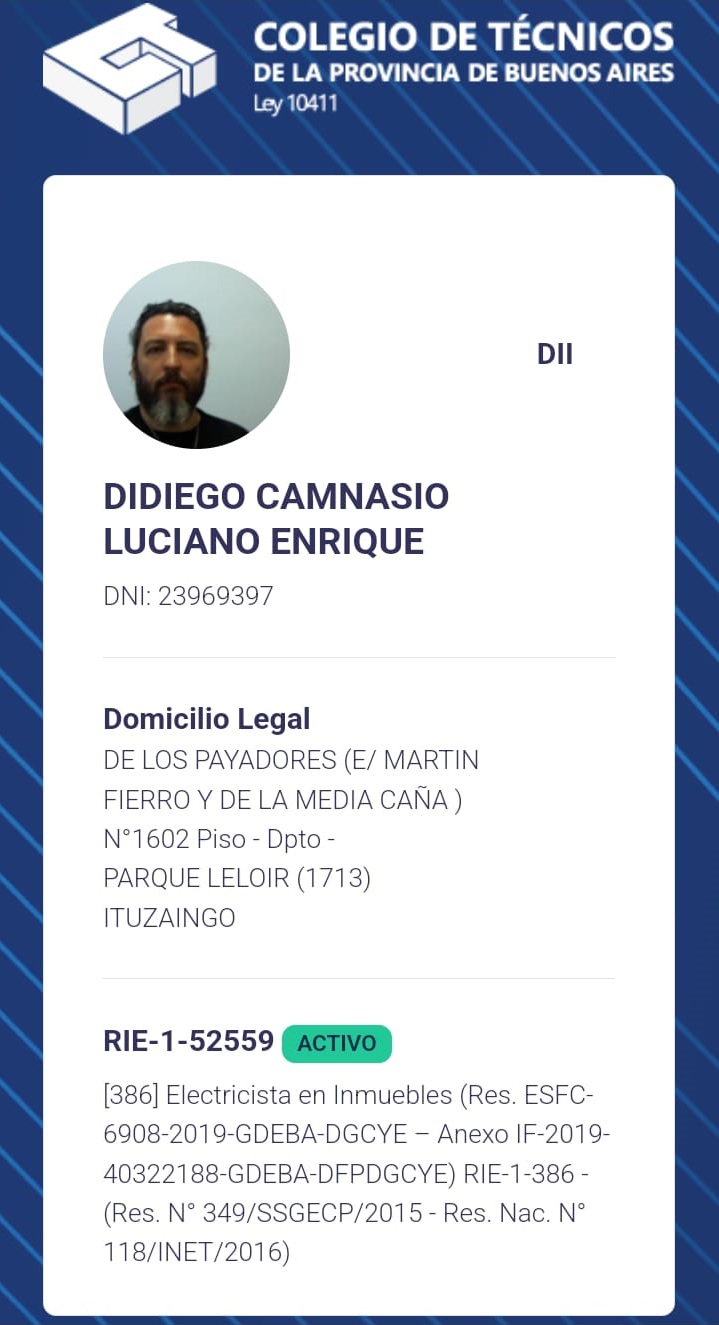 COLEGIO DE TÉCNICOS
DE LA PROVINCIA DE BUENOS AIRES
Ley 10411
DII
DIDIEGO CAMNASIO
LUCIANO ENRIQUE
DNI: 23969397
Domicilio Legal
DE LOS PAYADORES (E/ MARTIN
FIERRO Y DE LA MEDIA CAÑA )
N°1602 Piso - Dpto -
PARQUE LELOIR (1713)
ITUZAINGO
RIE-1-52559 ACTIVO
[386] Electricista en Inmuebles (Res. ESFC-
6908-2019-GDEBA-DGCYE – Anexo IF-2019-
40322188-GDEBA-DFPDGCYE) RIE-1-386 -
(Res. N° 349/SSGECP/2015 - Res. Nac. N°
118/INET/2016)